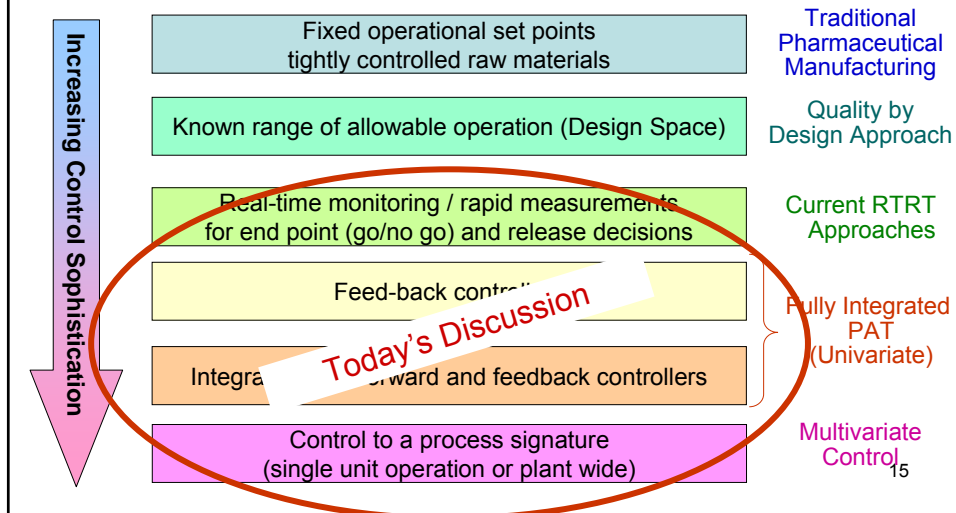 Increasing Control Sophistication
Fixed operational set points
tightly controlled raw materials
Traditional
Pharmaceutical
Manufacturing
Known range of allowable operation (Design Space)
Quality by
Design Approach
Real-time monitoring / rapid measurements
for end point (go/no go) and release decisions
Current RTRT
Approaches
Feed-back
Today's Discussion
and feedback controllers
Fully Integrated
PAT
(Univariate)
Control to a process signature
(single unit operation or plant wide)
Multivariate
Control
15